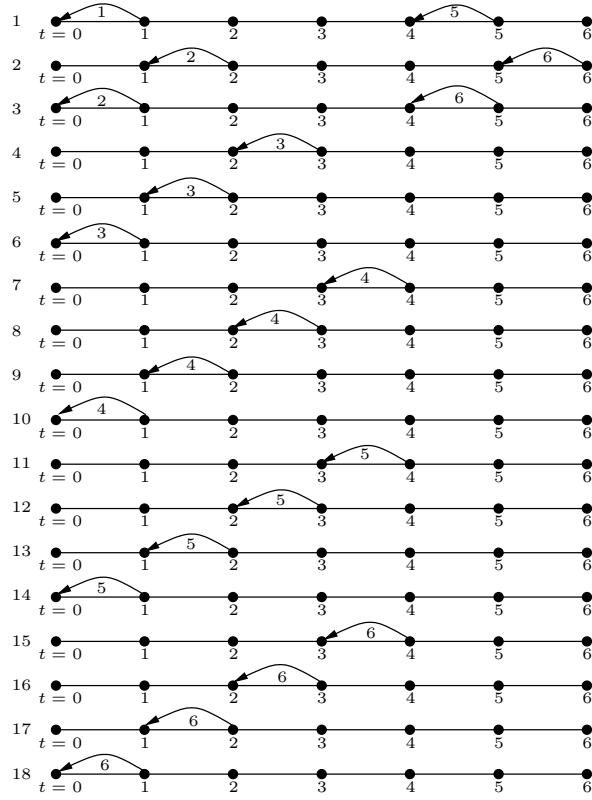 1 1 5
t = 0 1 2 3 4 5 6
2 2 6
t = 0 1 2 3 4 5 6
3 2 6
t = 0 1 2 3 4 5 6
4 3
t = 0 1 2 3 4 5 6
5 3
t = 0 1 2 3 4 5 6
6 3
t = 0 1 2 3 4 5 6
7 4
t = 0 1 2 3 4 5 6
8 4
t = 0 1 2 3 4 5 6
9 4
t = 0 1 2 3 4 5 6
10 4
t = 0 1 2 3 4 5 6
11 5
t = 0 1 2 3 4 5 6
12 5
t = 0 1 2 3 4 5 6
13 5
t = 0 1 2 3 4 5 6
14 5
t = 0 1 2 3 4 5 6
15 6
t = 0 1 2 3 4 5 6
16 6
t = 0 1 2 3 4 5 6
17 6
t = 0 1 2 3 4 5 6
18 6
t = 0 1 2 3 4 5 6